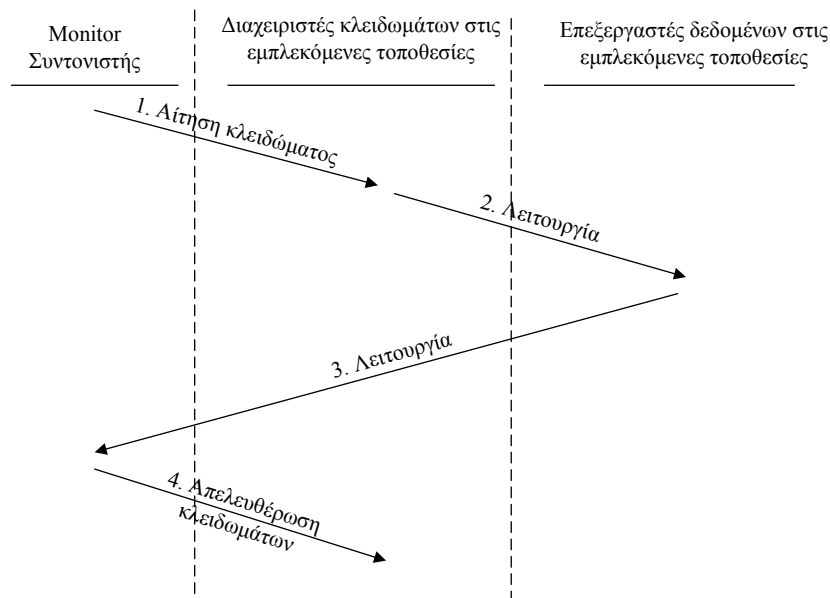 Monitor
Συντονιστής
Διαχειριστές κλειδωμάτων στις
εμπλεκόμενες τοποθεσίες
Επεξεργαστές δεδομένων στις
εμπλεκόμενες τοποθεσίες
1. Αίτηση κλειδώματος
2. Λειτουργία
3. Λειτουργία
4. Απελευθέρωση
κλειδωμάτων